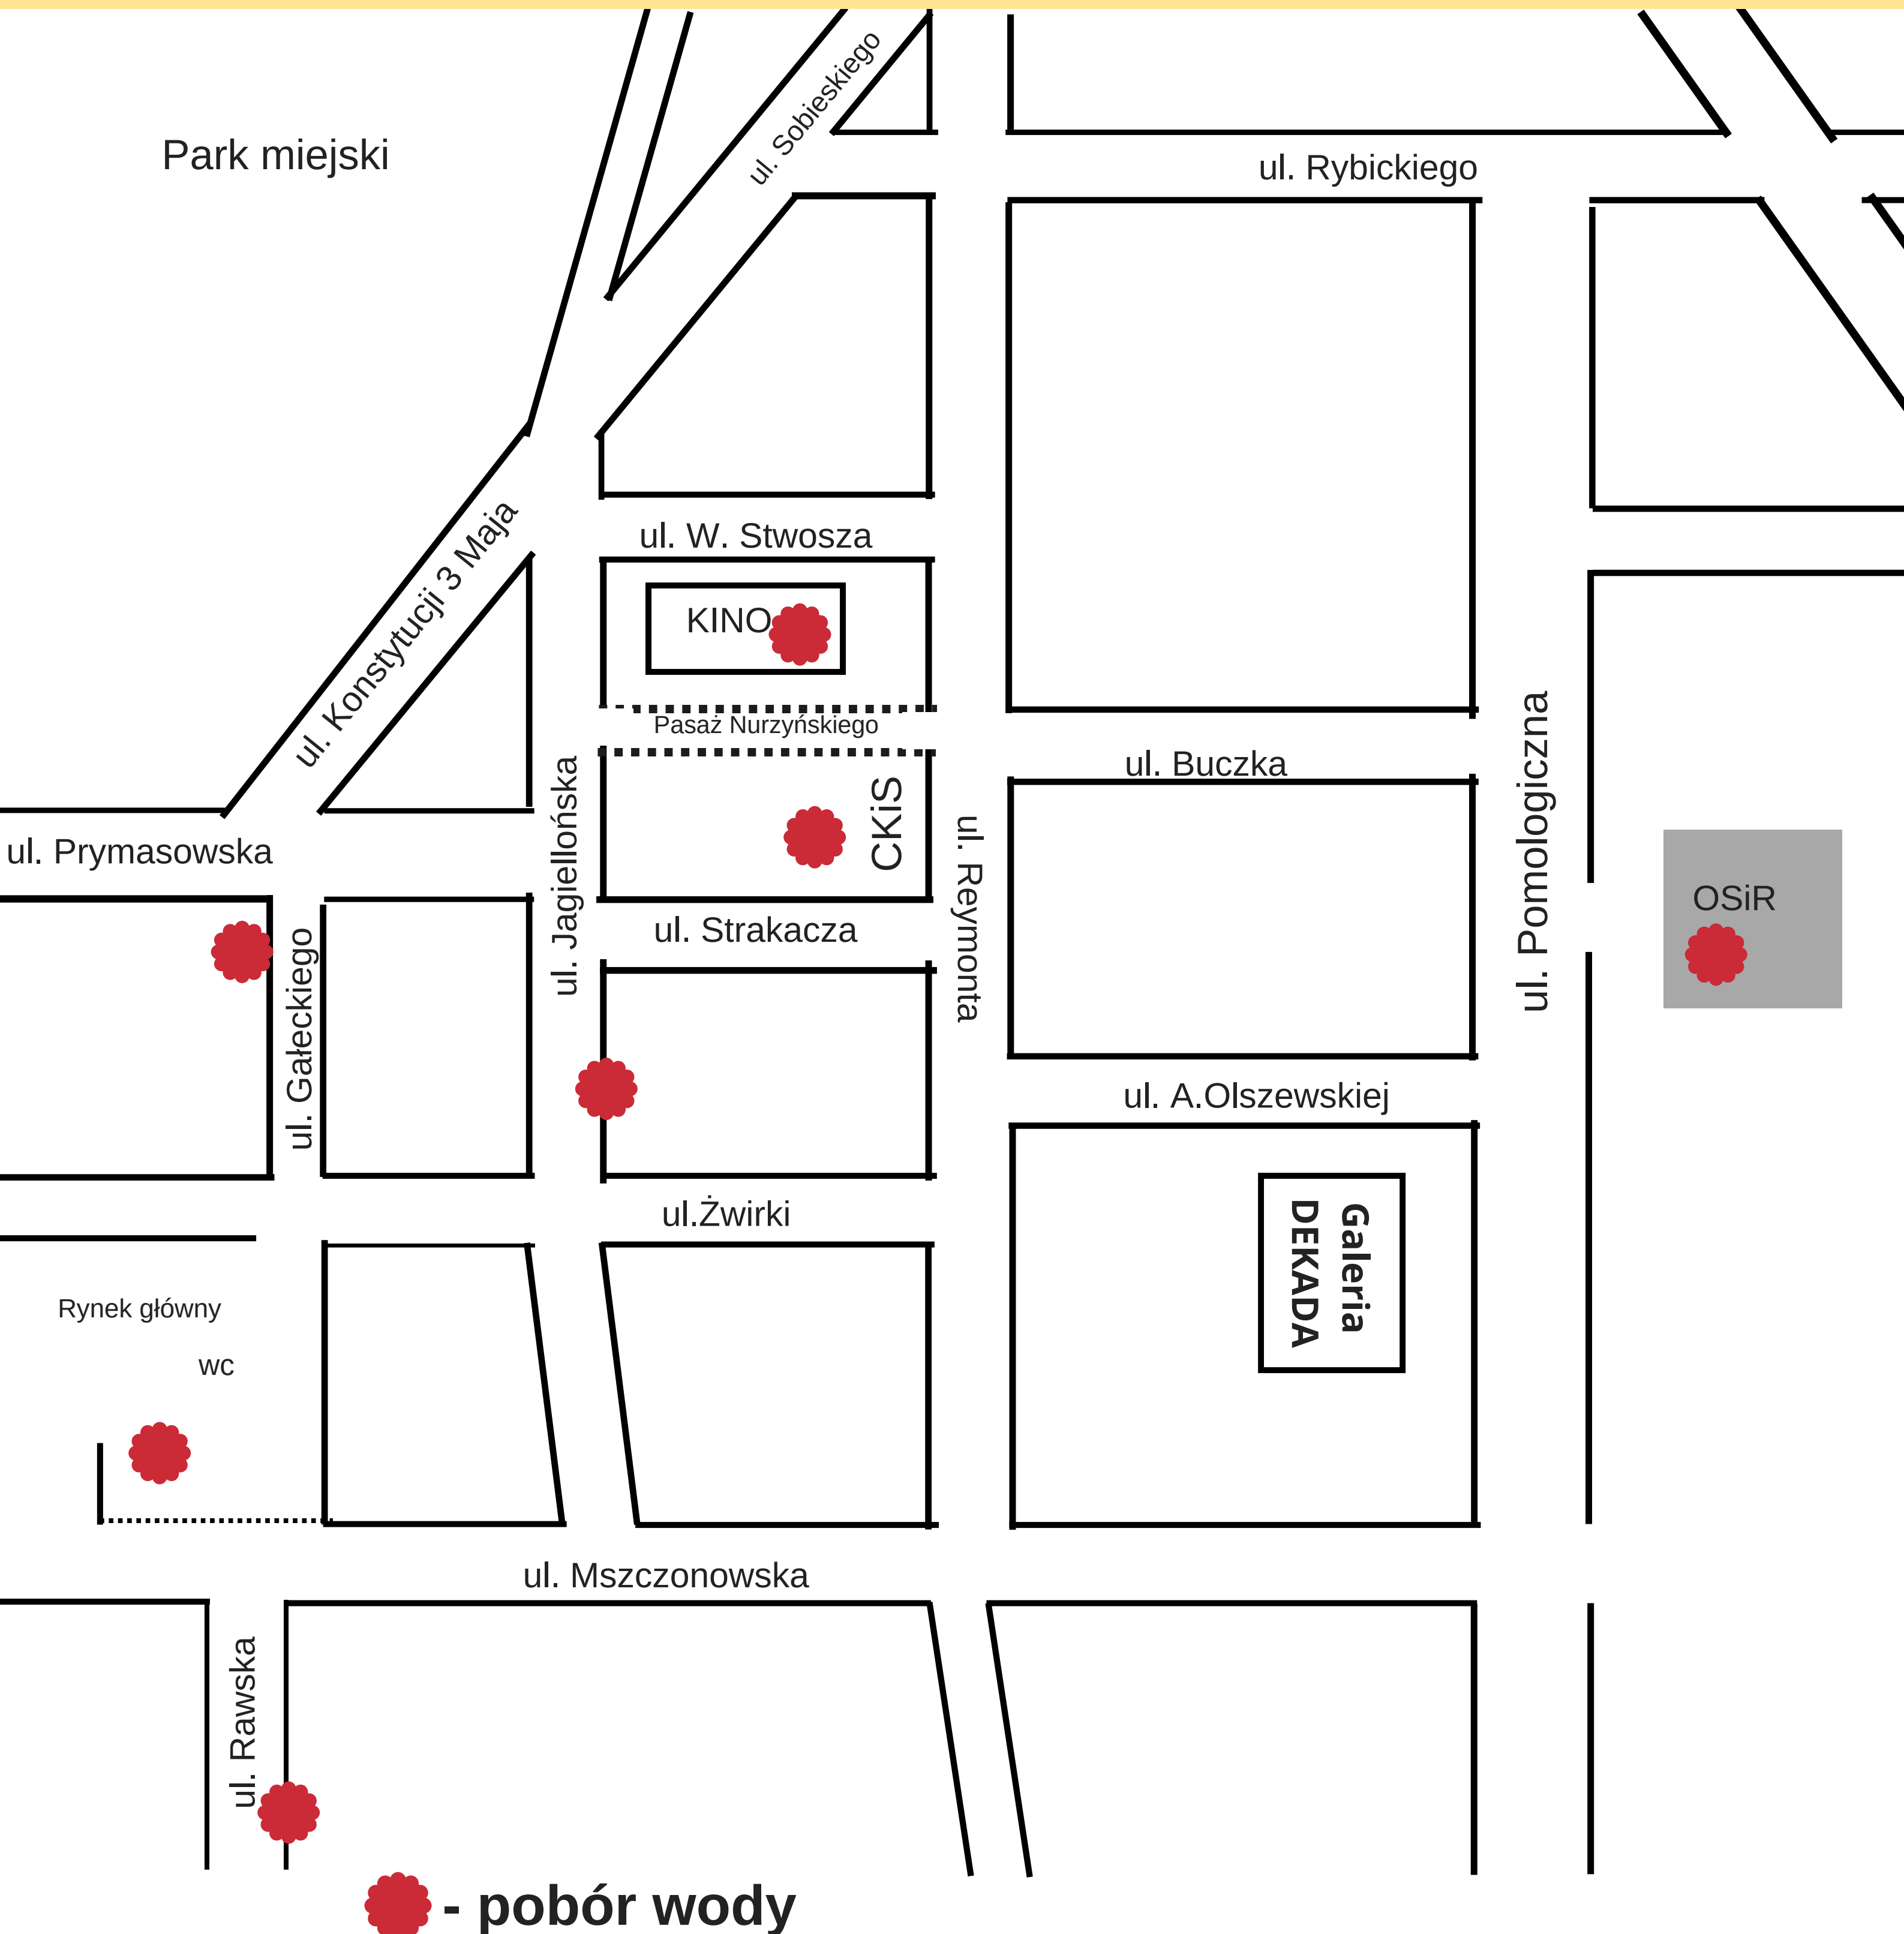 ul. Sobieskiego
Park miejski
ul. Rybickiego
ul. W. Stwosza
ul. Konstytucji 3 Maja
KINO
Pasaż Nurzyńskiego
ul. Buczka
ul. Pomologiczna
ul. Jagiellońska
CKiS
ul. Reymonta
ul. Prymasowska
OSiR
ul. Strakacza
ul. Gałeckiego
ul. A.Olszewskiej
ul.Żwirki
Galeria
DEKADA
Rynek główny
wc
ul. Mszczonowska
ul. Rawska
- pobór wody